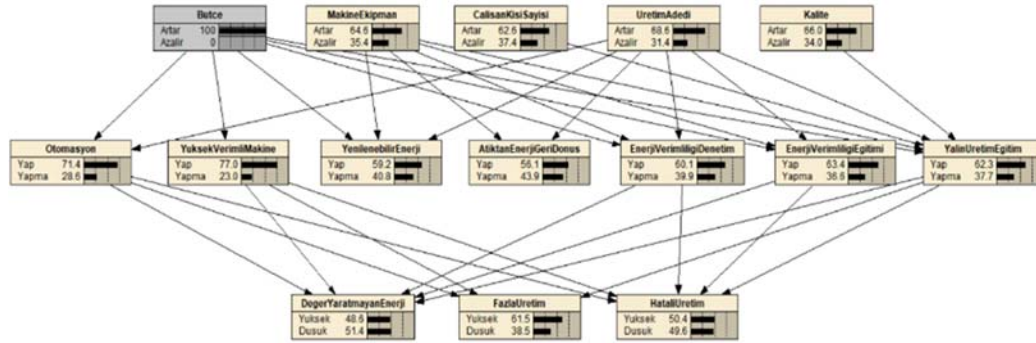 Butce
Artar 100
Azalir 0
MakineEkipman
Artar 64.6
Azalir 35.4
CalisanKisiSayisi
Artar 62.6
Azalir 37.4
UretimAdedi
Artar 68.6
Azalir 31.4
Kalite
Artar 66.0
Azalir 34.0
Otomasyon
Yap 71.4
Yapma 28.6
YuksekVerimliMakine
Yap 77.0
Yapma 23.0
YenilenebilirEnerji
Yap 59.2
Yapma 40.8
AtiktanEnerjiGeriDonus
Yap 56.1
Yapma 43.9
EnerjiVerimliligiDenetim
Yap 60.1
Yapma 39.9
EnerjiVerimliligiEgitimi
Yap 63.4
Yapma 36.6
YalinUretimEgitim
Yap 62.3
Yapma 37.7
DegerYaratmayanEnerji
Yuksek 48.6
Dusuk 51.4
FazlaUretim
Yuksek 61.5
Dusuk 38.5
HataliUretim
Yuksek 50.4
Dusuk 49.6